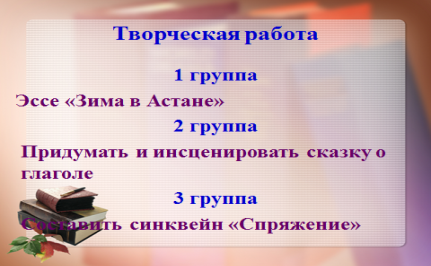 Творческая работа
1 группа
Эссе «Зима в Астане»
2 группа
Придумать и инсценировать сказку о
глаголе
3 группа
Составить синквейн «Спряжение»